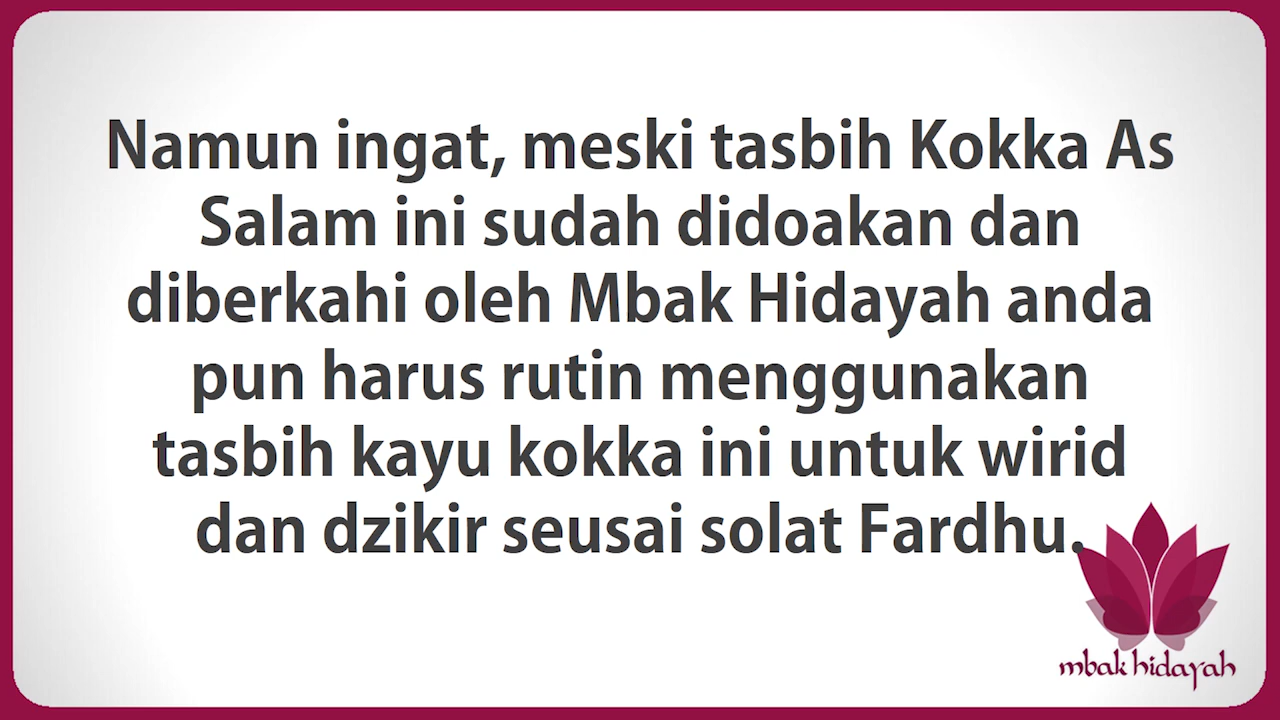 Namun ingat, meski tasbih Kokka As
Salam ini sudah didoakan dan
diberkahi oleh Mbak Hidayah anda
pun harus rutin menggunakan
tasbih kayu kokka ini untuk wirid
dan dzikir seusai solat Fardhu.
mbak hidayah